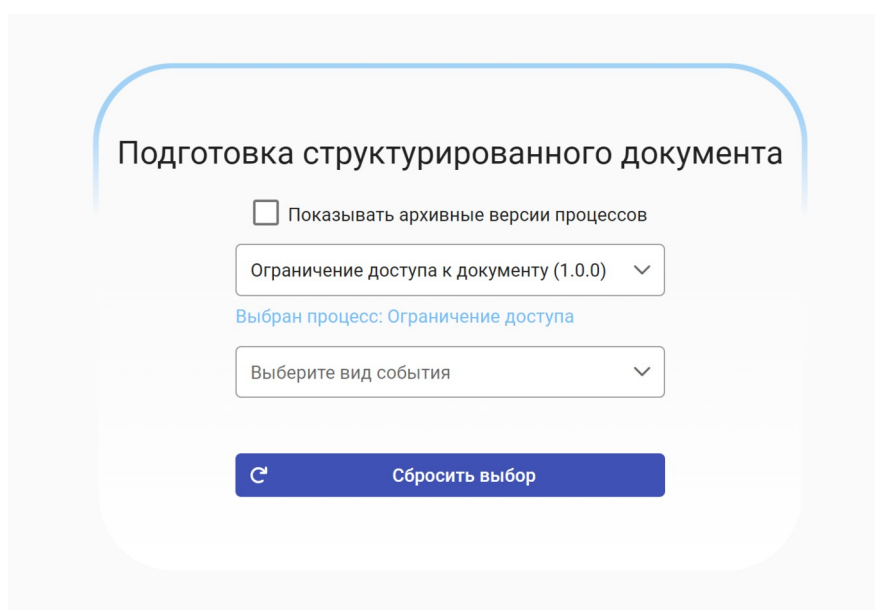 Подготовка структурированного документа
Показывать архивные версии процессов
Ограничение доступа к документу (1.0.0)
Выбран процесс: Ограничение доступа
Выберите вид события
Сбросить выбор